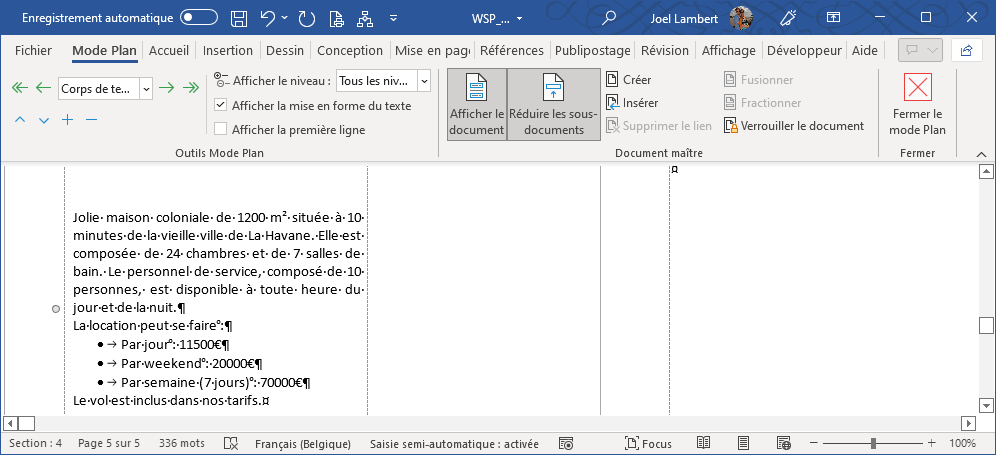 Enregistrement automatique WSP_... Joel Lambert
Fichier Mode Plan Accueil Insertion Dessin Conception Mise en pag Références Publipostage Révision Affichage Développeur Aide
Corps de te... Afficher le niveau : Tous les niv...
Afficher la mise en forme du texte
Afficher la première ligne
Outils Mode Plan
Afficher le document
Réduire les sous-documents
Créer
Insérer
Supprimer le lien
Fusionner
Fractionner
Verrouiller le document
Document maître
Fermer le mode Plan
Fermer
¤
Jolie· maison· coloniale· de· 1200· m²· située· à· 10·
minutes·de·la·vieille·ville·de·La·Havane.·Elle·est·
composée· de· 24· chambres· et· de· 7· salles· de·
bain.· Le· personnel· de· service,· composé· de· 10·
personnes,· est· disponible· à· toute· heure· du·
jour·et·de·la·nuit.¶
La·location·peut·se·faire°:¶
•→Par·jour°:·11500€¶
•→Par·weekend°:·20000€¶
•→Par·semaine·(7·jours)°:·70000€¶
Le·vol·est·inclus·dans·nos·tarifs.¤
Section : 4 Page 5 sur 5 336 mots Français (Belgique) Saisie semi-automatique : activée Focus 100%